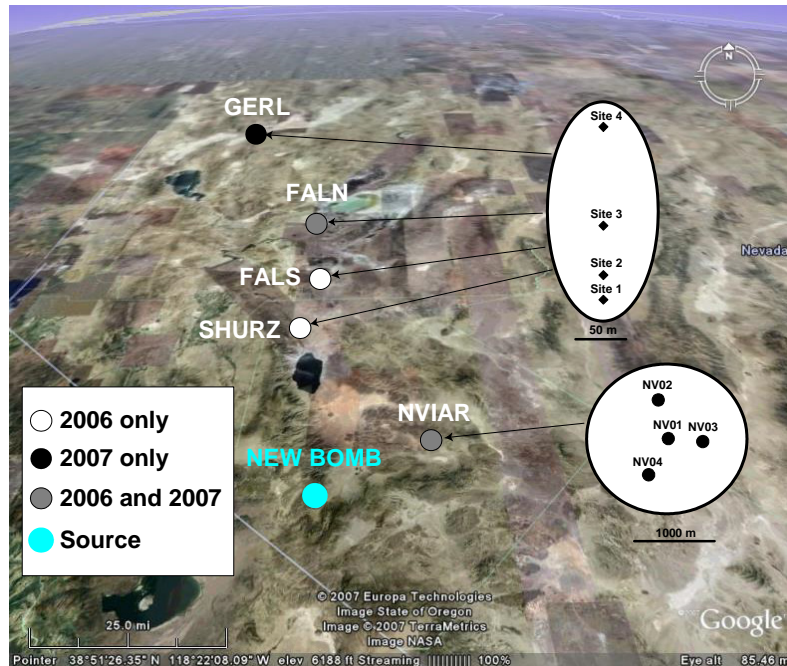 N
GERL
Site 4
FALN
Site 3
Nevada
FALS
Site 2
Site 1
SHURZ
50 m
NV02
2006 only
NVIAR
NV01 NV03
2007 only
NEW BOMB
NV04
2006 and 2007
Source
1000 m
© 2007 Europa Technologies
Image State of Oregon
Image © 2007 TerraMetrics
Image NASA
Google
25.0 mi
Pointer 38°51'26.35" N 118°22'08.09" W elev 6188 ft Streaming |||||||||| 100% Eye alt 85.46 m